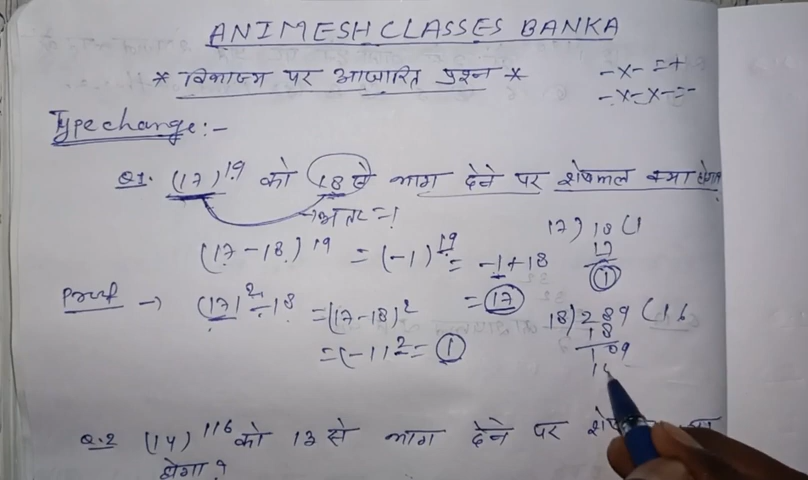 ANIMESH CLASSES BANKA
* विभाज्य पर आधारित प्रश्न *
-×- = +
-×-×- = -
Type change:-
Q1. (17)^19 को 18 से भाग देने पर शेषफल क्या होगा
→ अंतर = 1
(17-18)^19 = (-1)^19 = -1+18
= 17
17) 18 (1
17
1
Proof → (17)^2 ÷ 18 = (17-18)^2
= (-1)^2 = 1
18) 289 (16
18
109
Q.2 (14)^116 को 13 से भाग देने पर
होगा ?